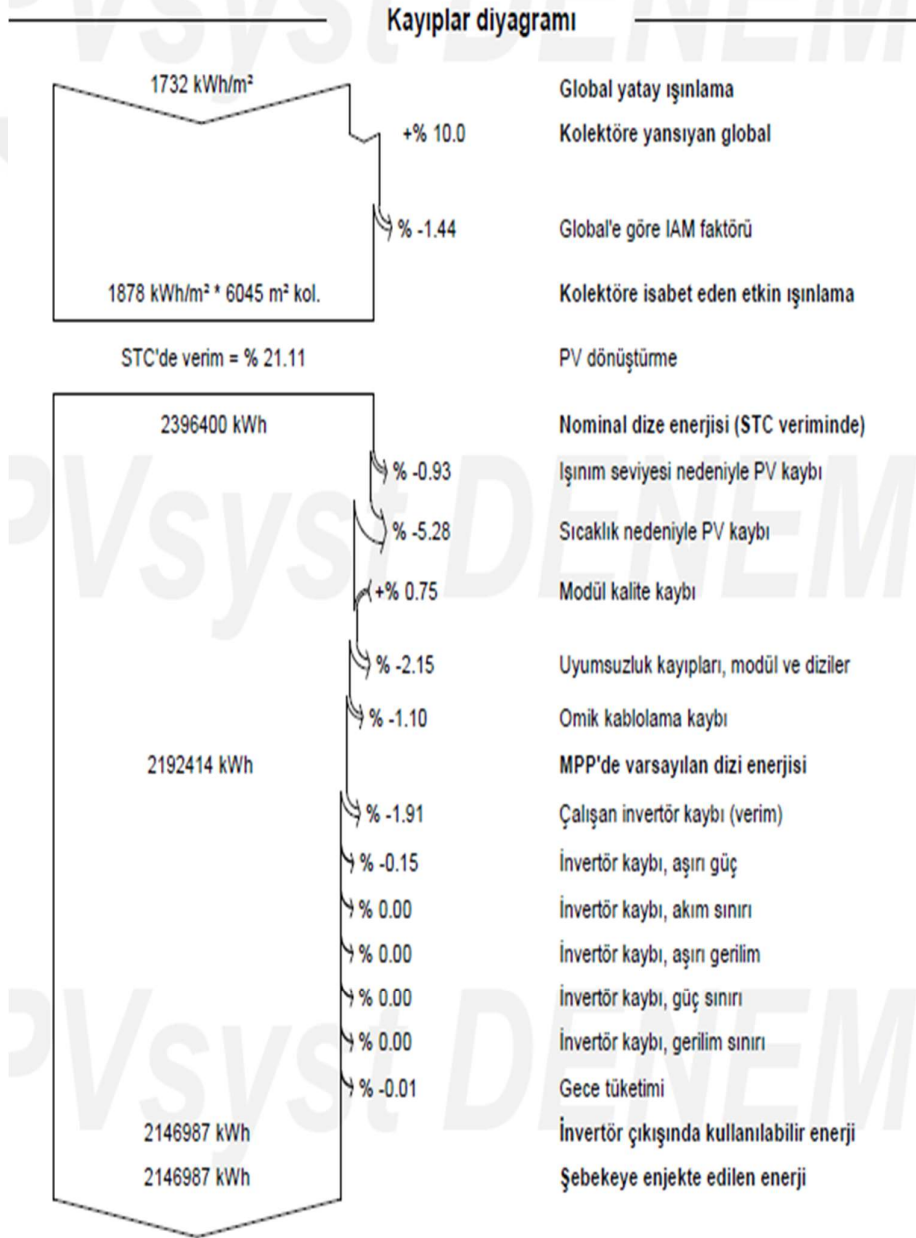 Kayıplar diyagramı
1732 kWh/m² Global yatay ışınlama
+% 10.0 Kolektöre yansıyan global
% -1.44 Global'e göre IAM faktörü
1878 kWh/m² * 6045 m² kol. Kolektöre isabet eden etkin ışınlama
STC'de verim = % 21.11 PV dönüştürme
2396400 kWh Nominal dize enerjisi (STC veriminde)
% -0.93 Işınım seviyesi nedeniyle PV kaybı
% -5.28 Sıcaklık nedeniyle PV kaybı
+% 0.75 Modül kalite kaybı
% -2.15 Uyumsuzluk kayıpları, modül ve diziler
% -1.10 Omik kablolama kaybı
2192414 kWh MPP'de varsayılan dizi enerjisi
% -1.91 Çalışan invertör kaybı (verim)
% -0.15 İnvertör kaybı, aşırı güç
% 0.00 İnvertör kaybı, akım sınırı
% 0.00 İnvertör kaybı, aşırı gerilim
% 0.00 İnvertör kaybı, güç sınırı
% 0.00 İnvertör kaybı, gerilim sınırı
% -0.01 Gece tüketimi
2146987 kWh İnvertör çıkışında kullanılabilir enerji
2146987 kWh Şebekeye enjekte edilen enerji
PVsyst DENEM
PVsyst DENEM
PVsyst DENEM